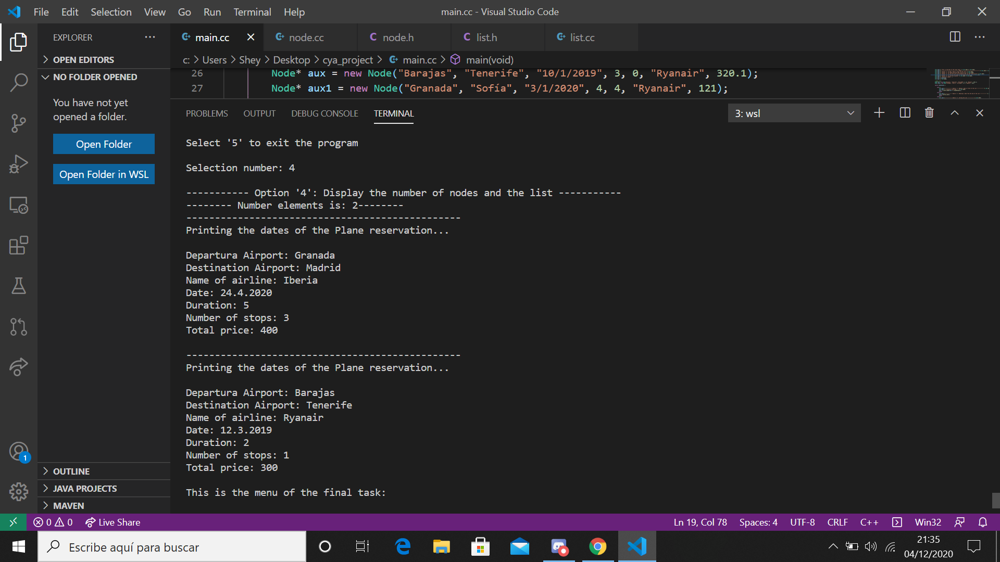 File Edit Selection View Go Run Terminal Help
main.cc - Visual Studio Code
EXPLORER
OPEN EDITORS
NO FOLDER OPENED
You have not yet
opened a folder.
Open Folder
Open Folder in WSL
OUTLINE
JAVA PROJECTS
MAVEN
1
main.cc node.cc node.h list.h list.cc
c: > Users > Shey > Desktop > cya_project > main.cc > main(void)
26 Node* aux = new Node("Barajas", "Tenerife", "10/1/2019", 3, 0, "Ryanair", 320.1);
27 Node* aux1 = new Node("Granada", "Sofía", "3/1/2020", 4, 4, "Ryanair", 121);
PROBLEMS OUTPUT DEBUG CONSOLE TERMINAL
3: wsl
Select '5' to exit the program
Selection number: 4
----------- Option '4': Display the number of nodes and the list -----------
-------- Number elements is: 2--------
------------------------------------------------
Printing the dates of the Plane reservation...
Departura Airport: Granada
Destination Airport: Madrid
Name of airline: Iberia
Date: 24.4.2020
Duration: 5
Number of stops: 3
Total price: 400
------------------------------------------------
Printing the dates of the Plane reservation...
Departura Airport: Barajas
Destination Airport: Tenerife
Name of airline: Ryanair
Date: 12.3.2019
Duration: 2
Number of stops: 1
Total price: 300
This is the menu of the final task:
0 0 Live Share
Ln 19, Col 78 Spaces: 4 UTF-8 CRLF C++ Win32
Escribe aquí para buscar
21:35
04/12/2020